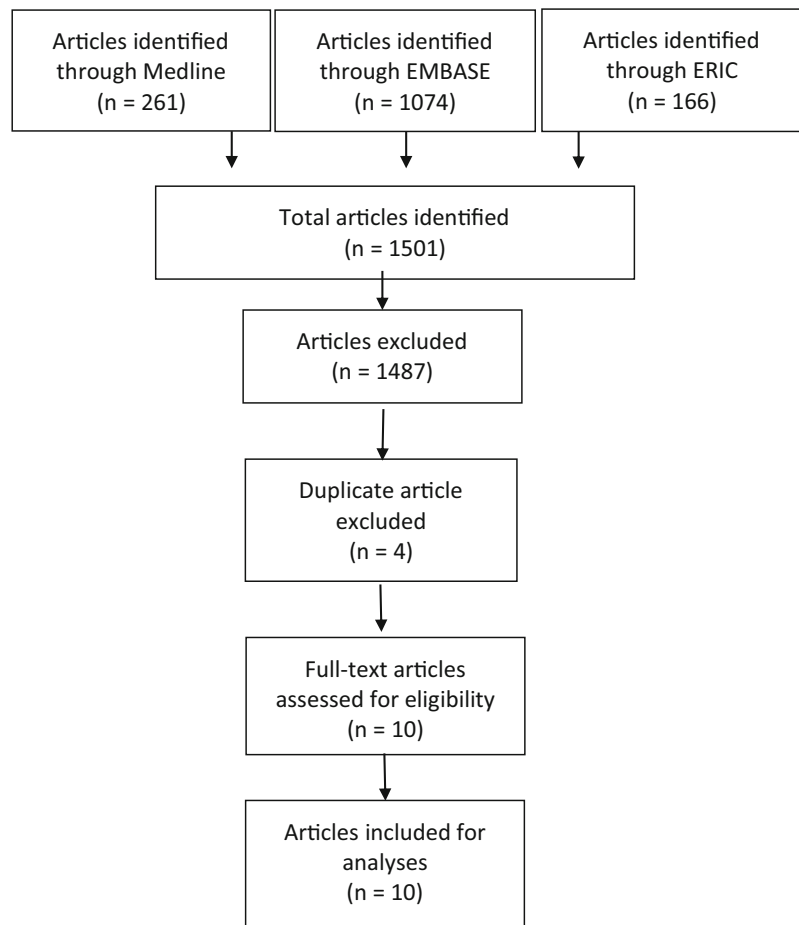 Articles identified
through Medline
(n = 261)
Articles identified
through EMBASE
(n = 1074)
Articles identified
through ERIC
(n = 166)
Total articles identified
(n = 1501)
Articles excluded
(n = 1487)
Duplicate article
excluded
(n = 4)
Full-text articles
assessed for eligibility
(n = 10)
Articles included for
analyses
(n = 10)